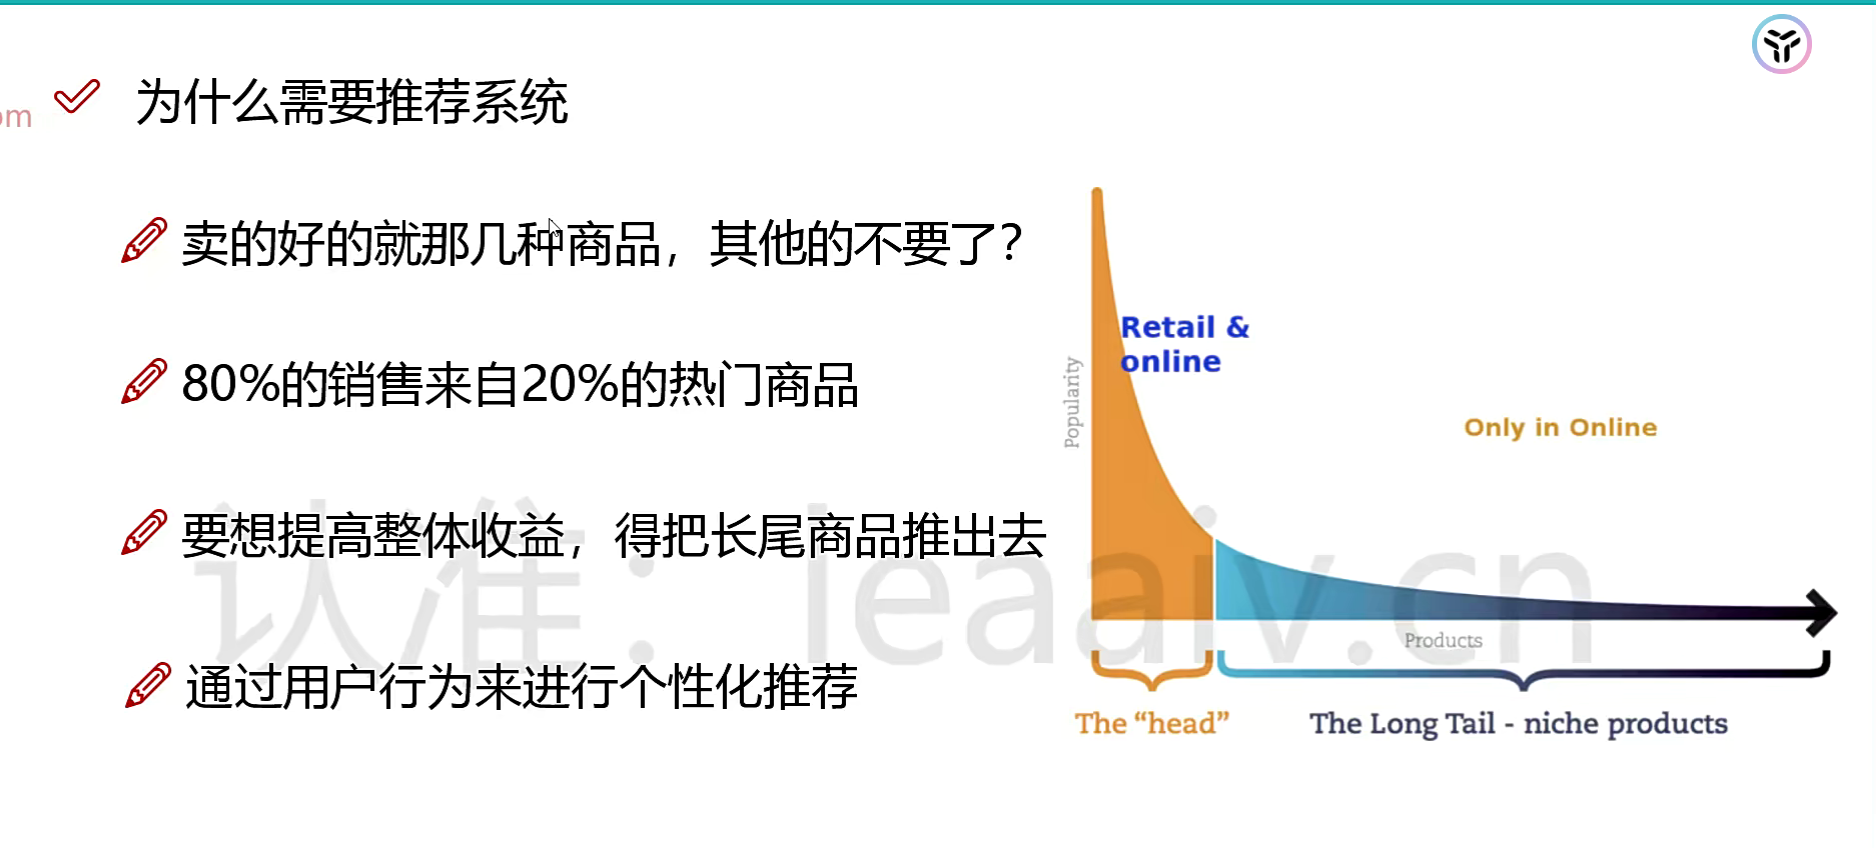 om
为什么需要推荐系统
卖的好的就那几种商品，其他的不要了？
80%的销售来自20%的热门商品
要想提高整体收益，得把长尾商品推出去
通过用户行为来进行个性化推荐
Retail &
online
Popularity
Only in Online
Products
The “head”
The Long Tail - niche products
认准：ieaaiv.cn